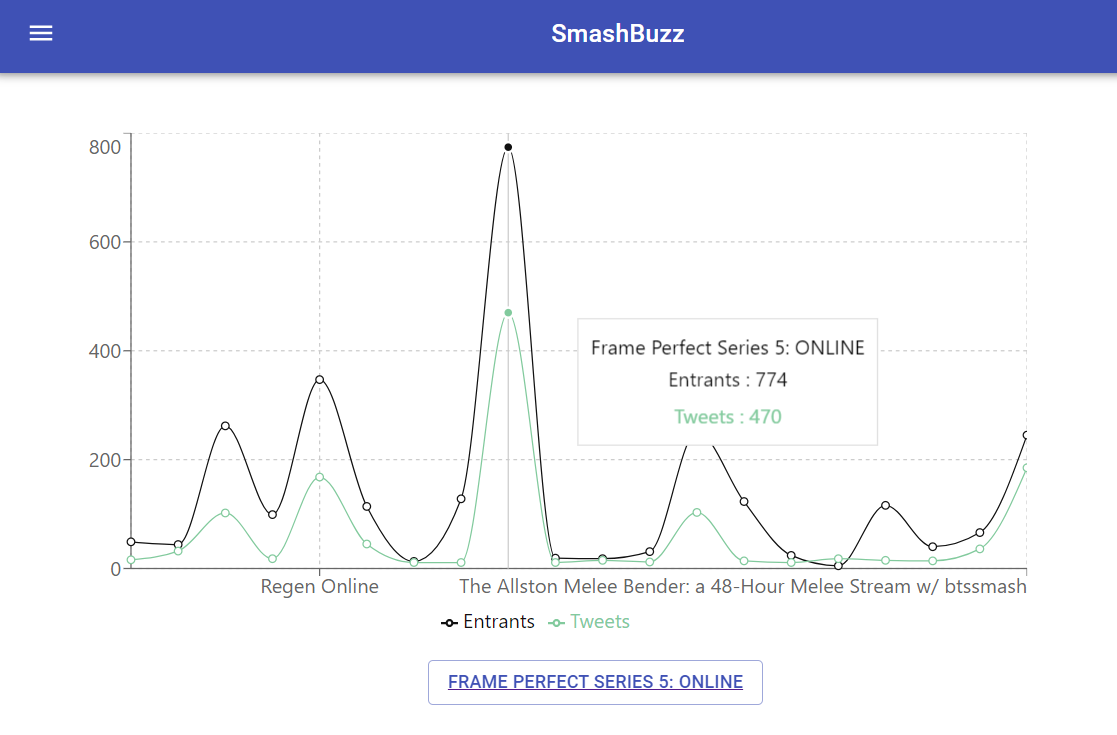 SmashBuzz
800
600
400
200
0
Frame Perfect Series 5: ONLINE
Entrants : 774
Tweets : 470
Regen Online
The Allston Melee Bender: a 48-Hour Melee Stream w/ btssmash
Entrants Tweets
FRAME PERFECT SERIES 5: ONLINE